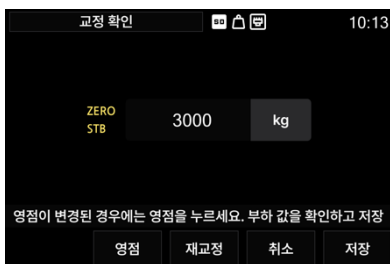 교정 확인
SD
10:13
ZERO
STB
3000
kg
영점이 변경된 경우에는 영점을 누르세요. 부하 값을 확인하고 저장
영점
재교정
취소
저장